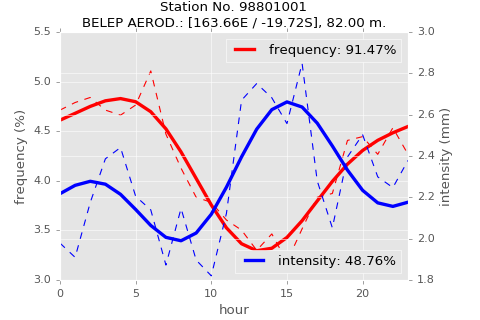 Station No. 98801001
BELEP AEROD.: [163.66E / -19.72S], 82.00 m.
5.5
5.0
4.5
4.0
3.5
3.0
frequency (%)
3.0
2.8
2.6
2.4
2.2
2.0
1.8
intensity (mm)
frequency: 91.47%
intensity: 48.76%
0
5
10
15
20
hour